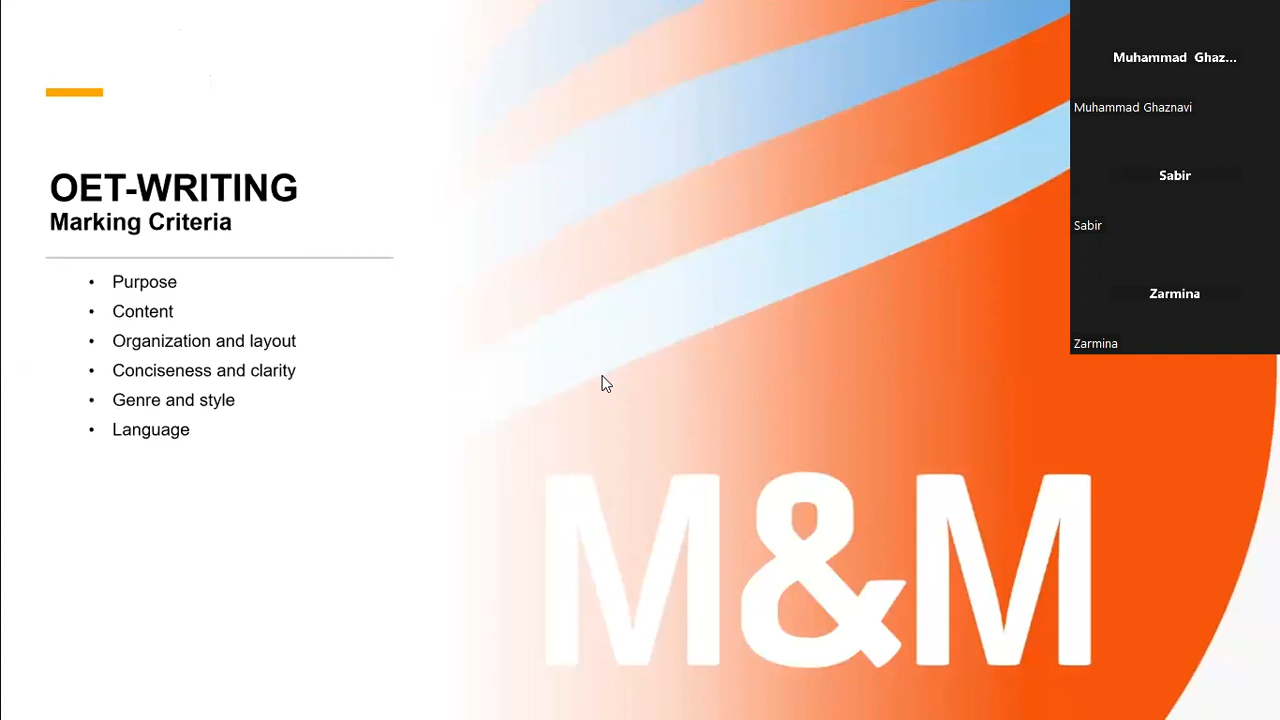 OET-WRITING
Marking Criteria
• Purpose
• Content
• Organization and layout
• Conciseness and clarity
• Genre and style
• Language
M&M
Muhammad Ghaz...
Muhammad Ghaznavi
Sabir
Sabir
Zarmina
Zarmina